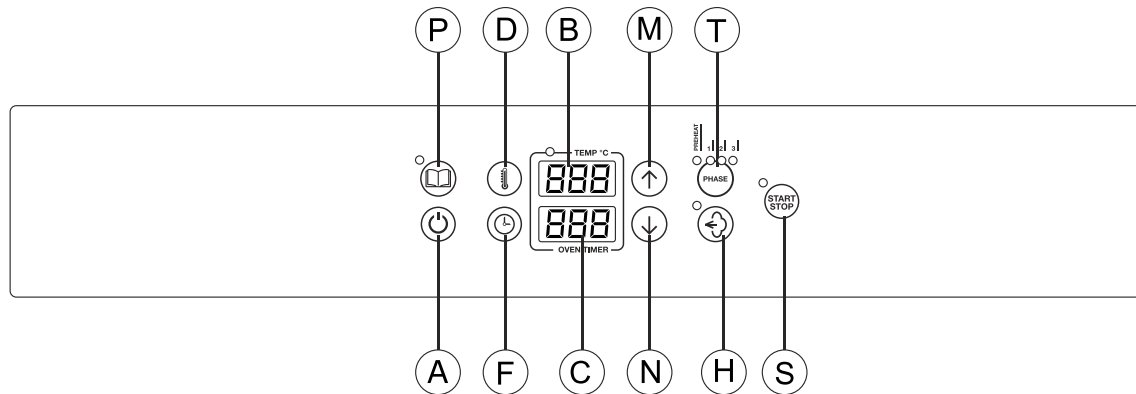 P D B M T
PREHEAT 1 2 3
TEMP °C
888
PHASE
START
STOP
888
OVEN TIMER
A F C N H S